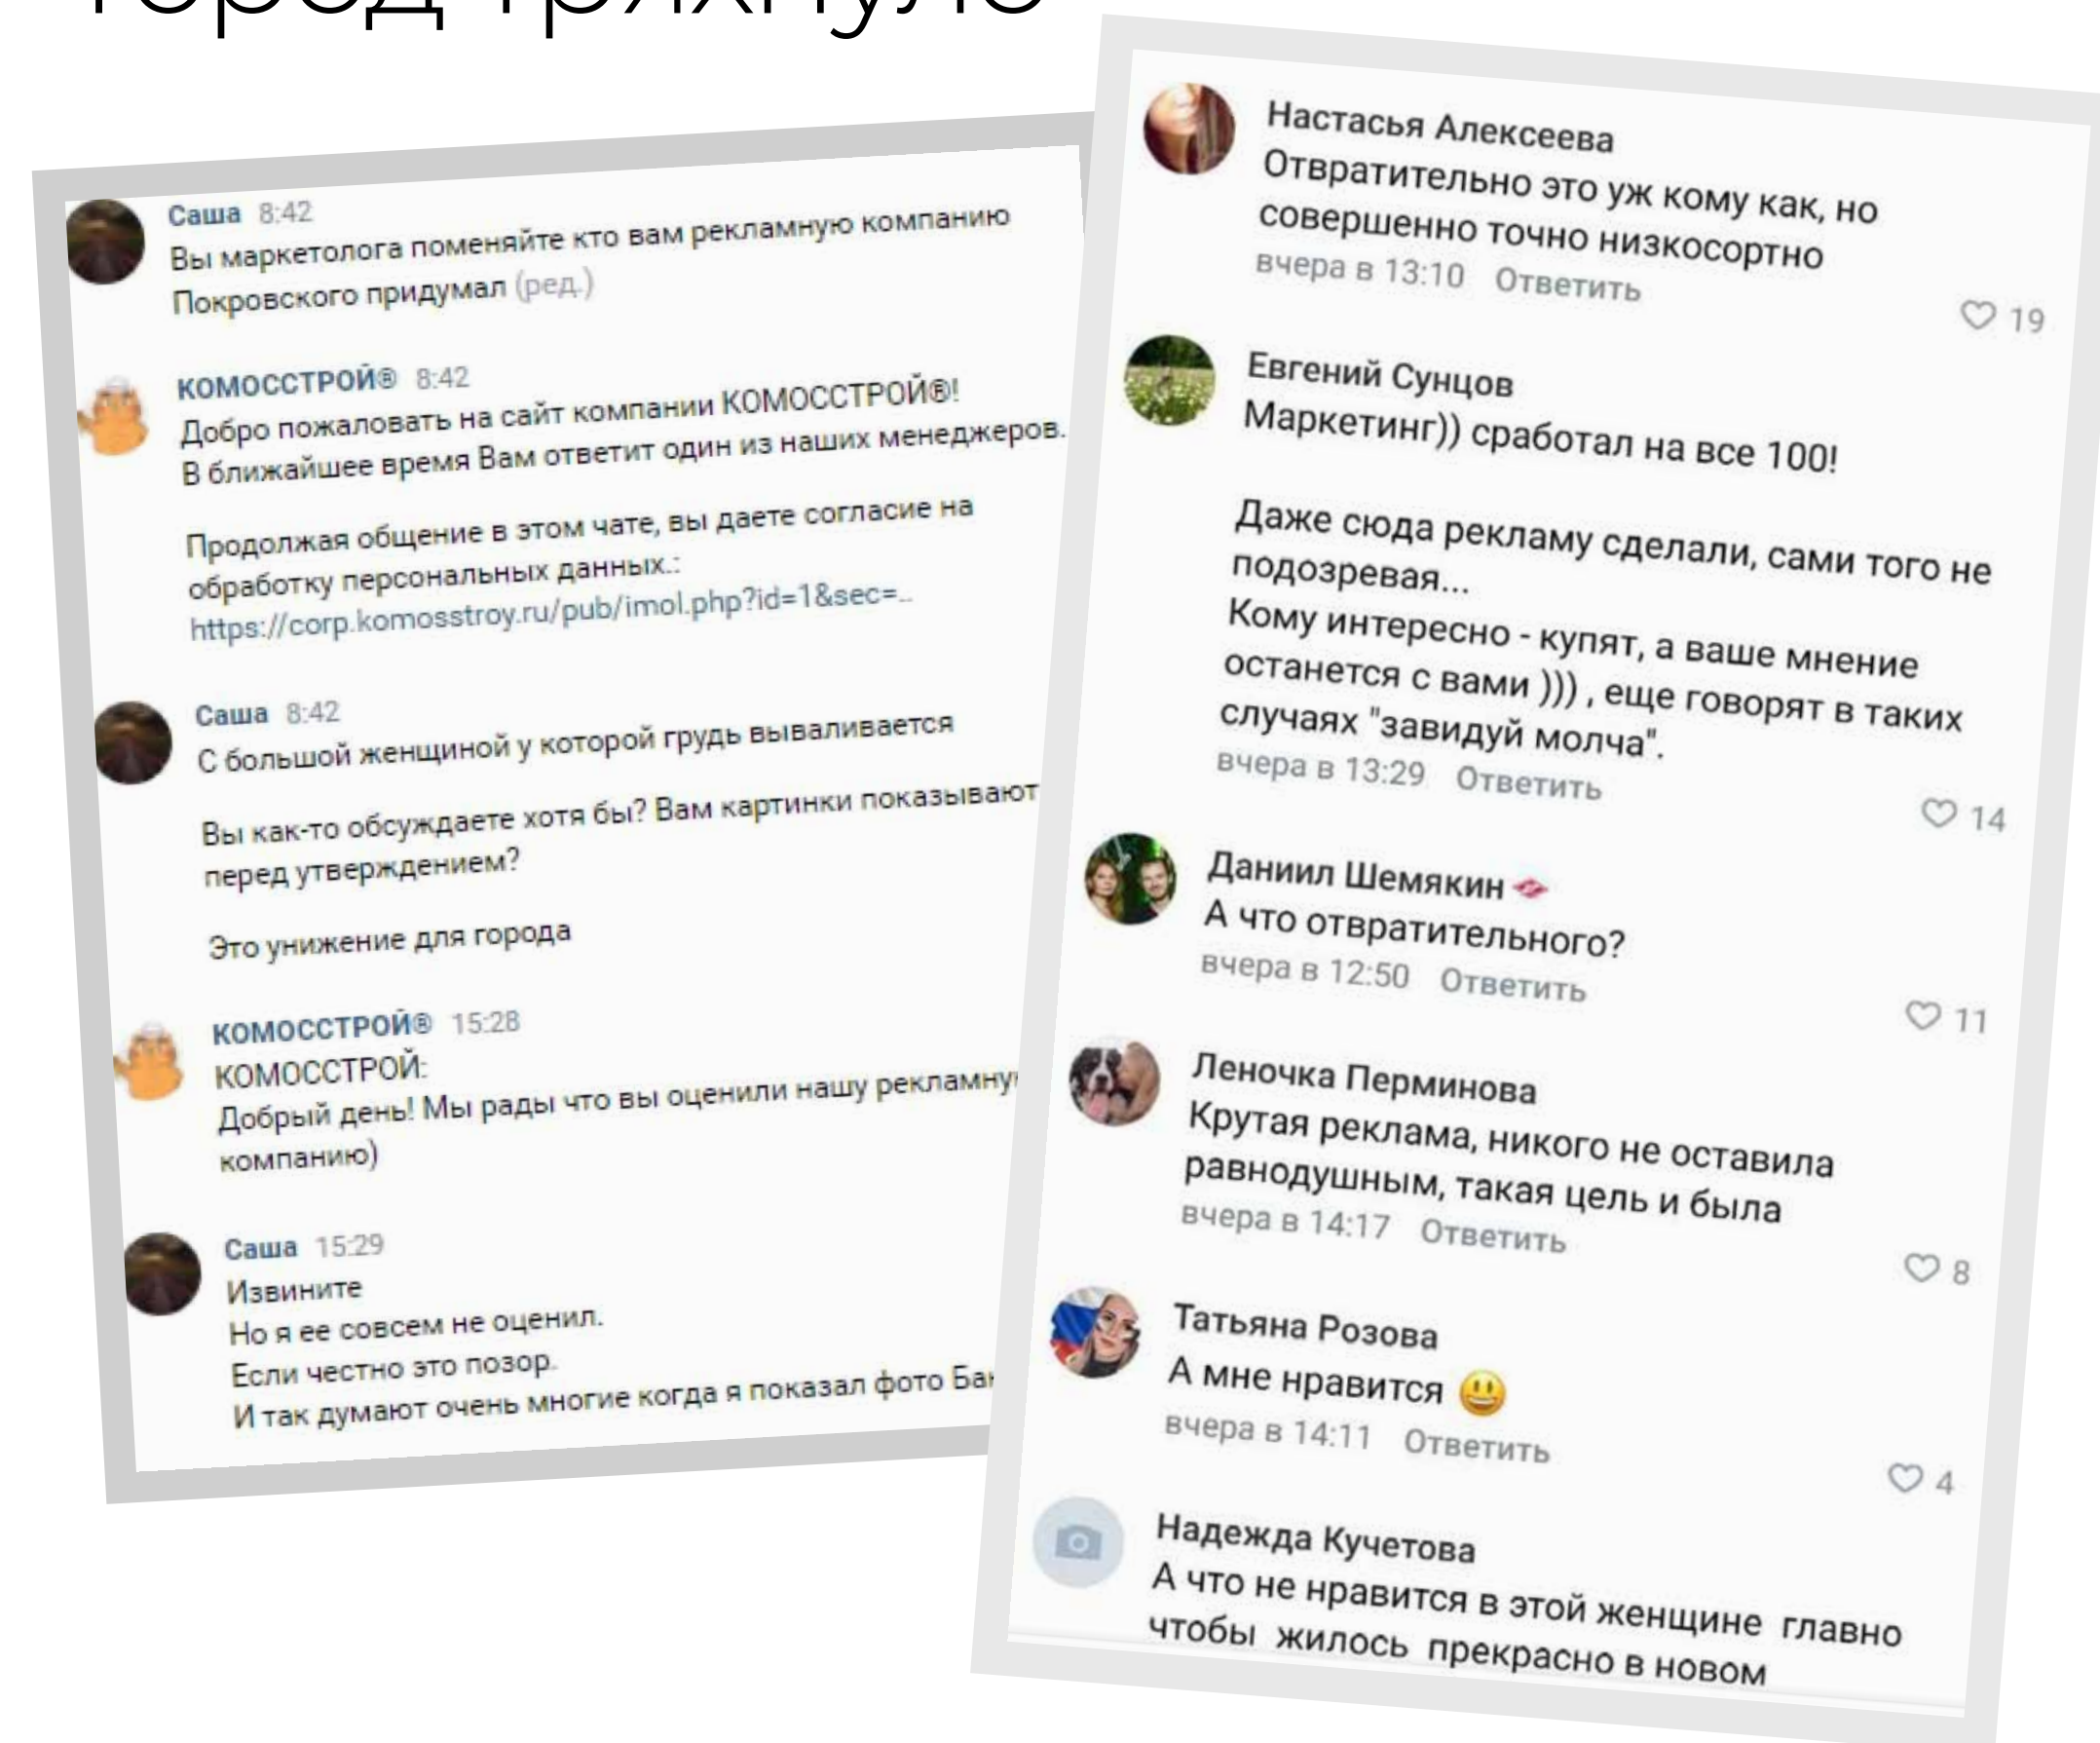 город тряхнуло
Саша 8:42
Вы маркетолога поменяйте кто вам рекламную компанию
Покровского придумал (ред.)
КОМОССТРОЙ® 8:42
Добро пожаловать на сайт компании КОМОССТРОЙ®!
В ближайшее время Вам ответит один из наших менеджеров.
Продолжая общение в этом чате, вы даете согласие на
обработку персональных данных.:
https://corp.komosstroy.ru/pub/imol.php?id=1&sec=..
Саша 8:42
С большой женщиной у которой грудь вываливается
Вы как-то обсуждаете хотя бы? Вам картинки показывают
перед утверждением?
Это унижение для города
КОМОССТРОЙ® 15:28
КОМОССТРОЙ:
Добрый день! Мы рады что вы оценили нашу рекламну
компанию)
Саша 15:29
Извините
Но я ее совсем не оценил.
Если честно это позор.
И так думают очень многие когда я показал фото
Настасья Алексеева
Отвратительно это уж кому как, но
совершенно точно низкосортно
вчера в 13:10 Ответить
19
Евгений Сунцов
Маркетинг)) сработал на все 100!
Даже сюда рекламу сделали, сами того не
подозревая...
Кому интересно - купят, а ваше мнение
останется с вами ))) , еще говорят в таких
случаях "завидуй молча".
вчера в 13:29 Ответить
14
Даниил Шемякин
А что отвратительного?
вчера в 12:50 Ответить
11
Леночка Перминова
Крутая реклама, никого не оставила
равнодушным, такая цель и была
вчера в 14:17 Ответить
8
Татьяна Розова
А мне нравится 😃
вчера в 14:11 Ответить
4
Надежда Кучетова
А что не нравится в этой женщине главно
чтобы жилось прекрасно в новом